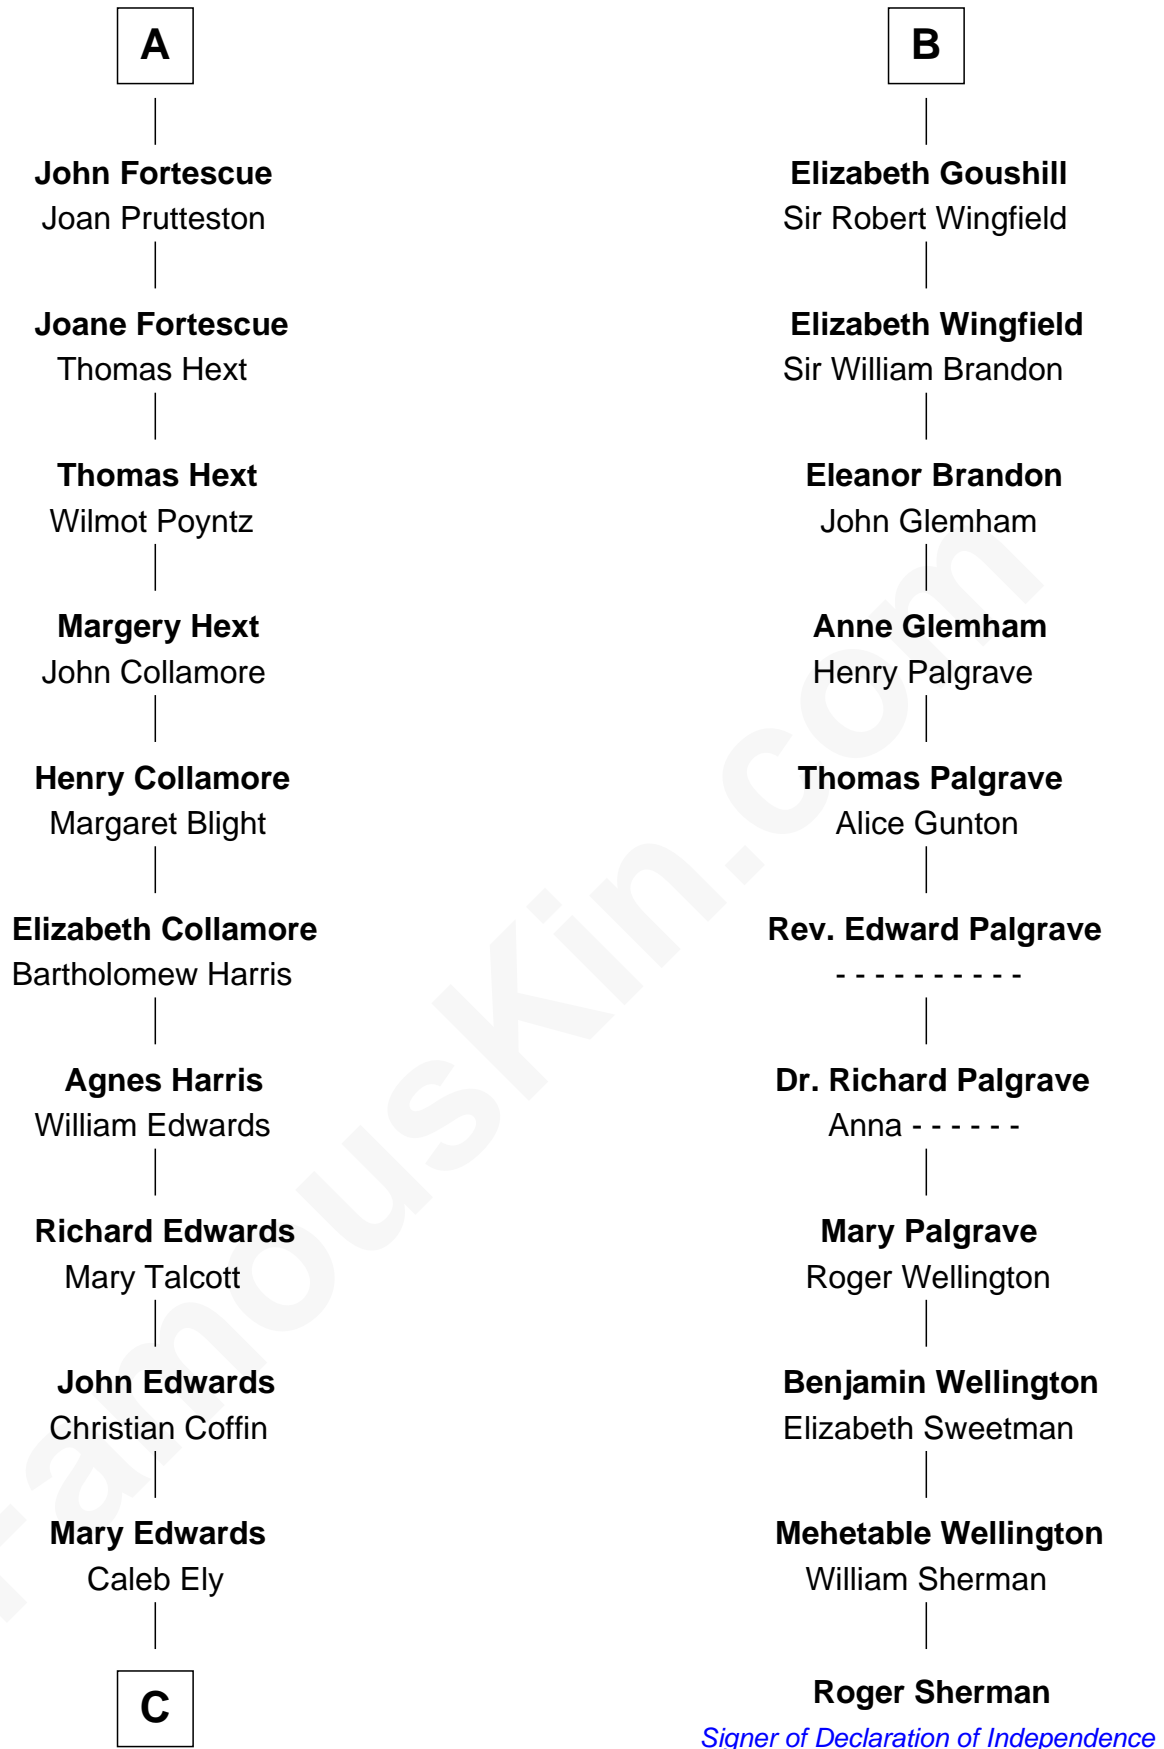 A
John Fortescue
Joan Prutteston
Joane Fortescue
Thomas Hext
Thomas Hext
Wilmot Poyntz
Margery Hext
John Collamore
Henry Collamore
Margaret Blight
Elizabeth Collamore
Bartholomew Harris
Agnes Harris
William Edwards
Richard Edwards
Mary Talcott
John Edwards
Christian Coffin
Mary Edwards
Caleb Ely
C
B
Elizabeth Goushill
Sir Robert Wingfield
Elizabeth Wingfield
Sir William Brandon
Eleanor Brandon
John Glemham
Anne Glemham
Henry Palgrave
Thomas Palgrave
Alice Gunton
Rev. Edward Palgrave
- - - - - - - - - -
Dr. Richard Palgrave
Anna - - - - - -
Mary Palgrave
Roger Wellington
Benjamin Wellington
Elizabeth Sweetman
Mehetable Wellington
William Sherman
Roger Sherman
Signer of Declaration of Independence
FamousKin.com